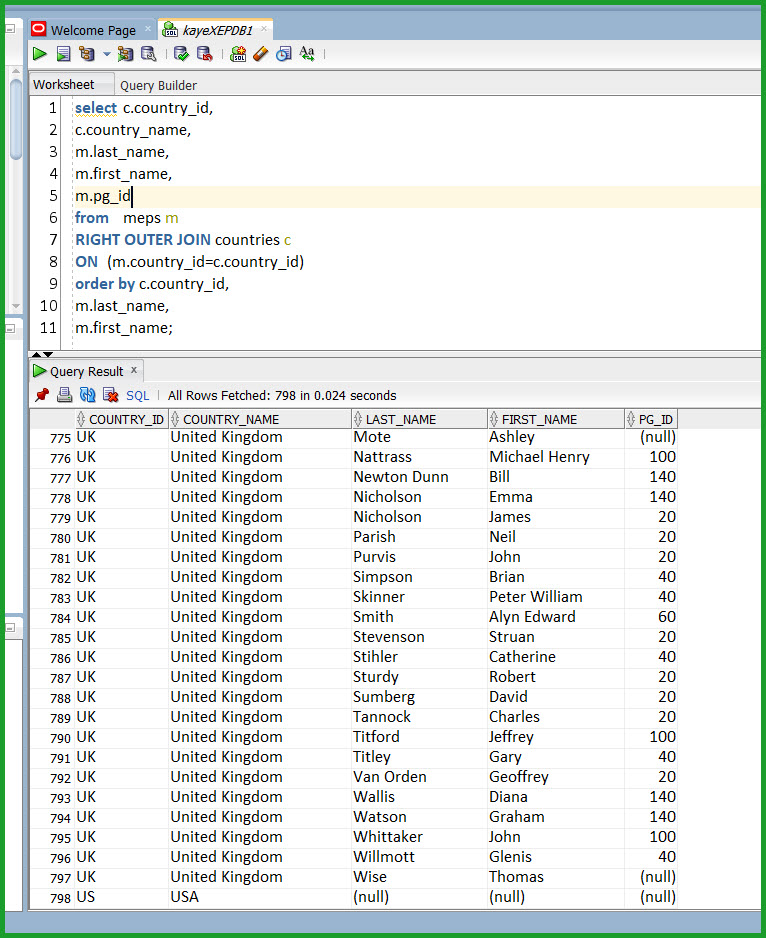 Welcome Page × kayeXEPDB1 ×
Worksheet Query Builder
1 select c.country_id,
2 c.country_name,
3 m.last_name,
4 m.first_name,
5 m.pg_id
6 from meps m
7 RIGHT OUTER JOIN countries c
8 ON (m.country_id=c.country_id)
9 order by c.country_id,
10 m.last_name,
11 m.first_name;
Query Result ×
SQL | All Rows Fetched: 798 in 0.024 seconds
COUNTRY_ID COUNTRY_NAME LAST_NAME FIRST_NAME PG_ID
775 UK United Kingdom Mote Ashley (null)
776 UK United Kingdom Nattrass Michael Henry 100
777 UK United Kingdom Newton Dunn Bill 140
778 UK United Kingdom Nicholson Emma 140
779 UK United Kingdom Nicholson James 20
780 UK United Kingdom Parish Neil 20
781 UK United Kingdom Purvis John 20
782 UK United Kingdom Simpson Brian 40
783 UK United Kingdom Skinner Peter William 40
784 UK United Kingdom Smith Alyn Edward 60
785 UK United Kingdom Stevenson Struan 20
786 UK United Kingdom Stihler Catherine 40
787 UK United Kingdom Sturdy Robert 20
788 UK United Kingdom Sumberg David 20
789 UK United Kingdom Tannock Charles 20
790 UK United Kingdom Titford Jeffrey 100
791 UK United Kingdom Titley Gary 40
792 UK United Kingdom Van Orden Geoffrey 20
793 UK United Kingdom Wallis Diana 140
794 UK United Kingdom Watson Graham 140
795 UK United Kingdom Whittaker John 100
796 UK United Kingdom Willmott Glenis 40
797 UK United Kingdom Wise Thomas (null)
798 US USA (null) (null) (null)